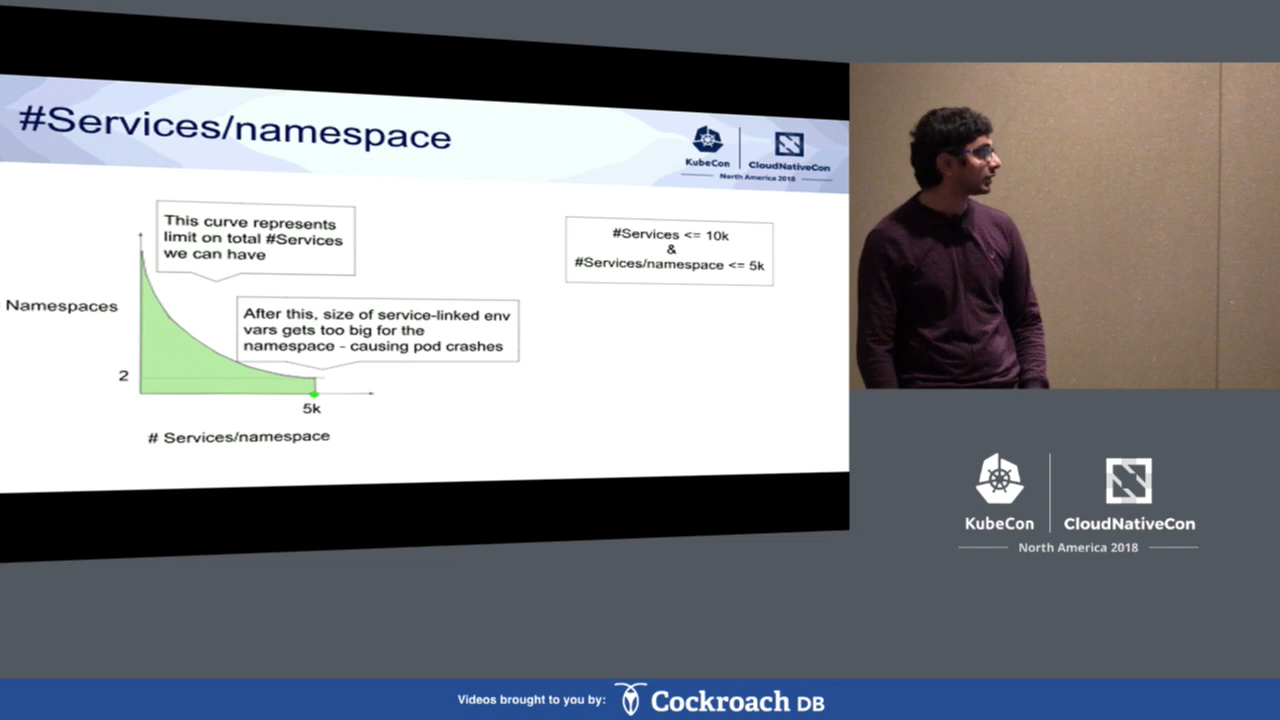 #Services/namespace
KubeCon
CloudNativeCon
North America 2018
This curve represents
limit on total #Services
we can have
#Services <= 10k
&
#Services/namespace <= 5k
Namespaces
After this, size of service-linked env
vars gets too big for the
namespace - causing pod crashes
2
5k
# Services/namespace
KubeCon
CloudNativeCon
North America 2018
Videos brought to you by:
Cockroach DB